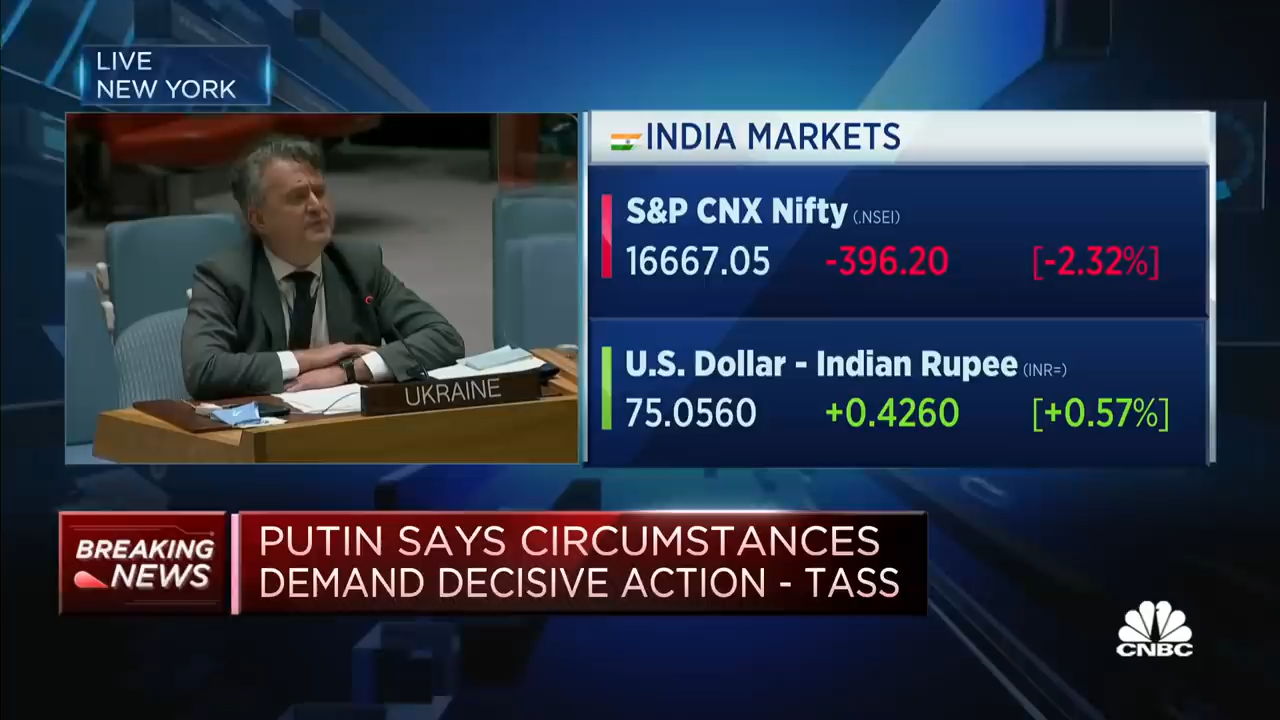 LIVE
NEW YORK
INDIA MARKETS
S&P CNX Nifty (.NSEI)
16667.05 -396.20 [-2.32%]
U.S. Dollar - Indian Rupee (INR=)
75.0560 +0.4260 [+0.57%]
UKRAINE
BREAKING
NEWS
PUTIN SAYS CIRCUMSTANCES
DEMAND DECISIVE ACTION - TASS
CNBC